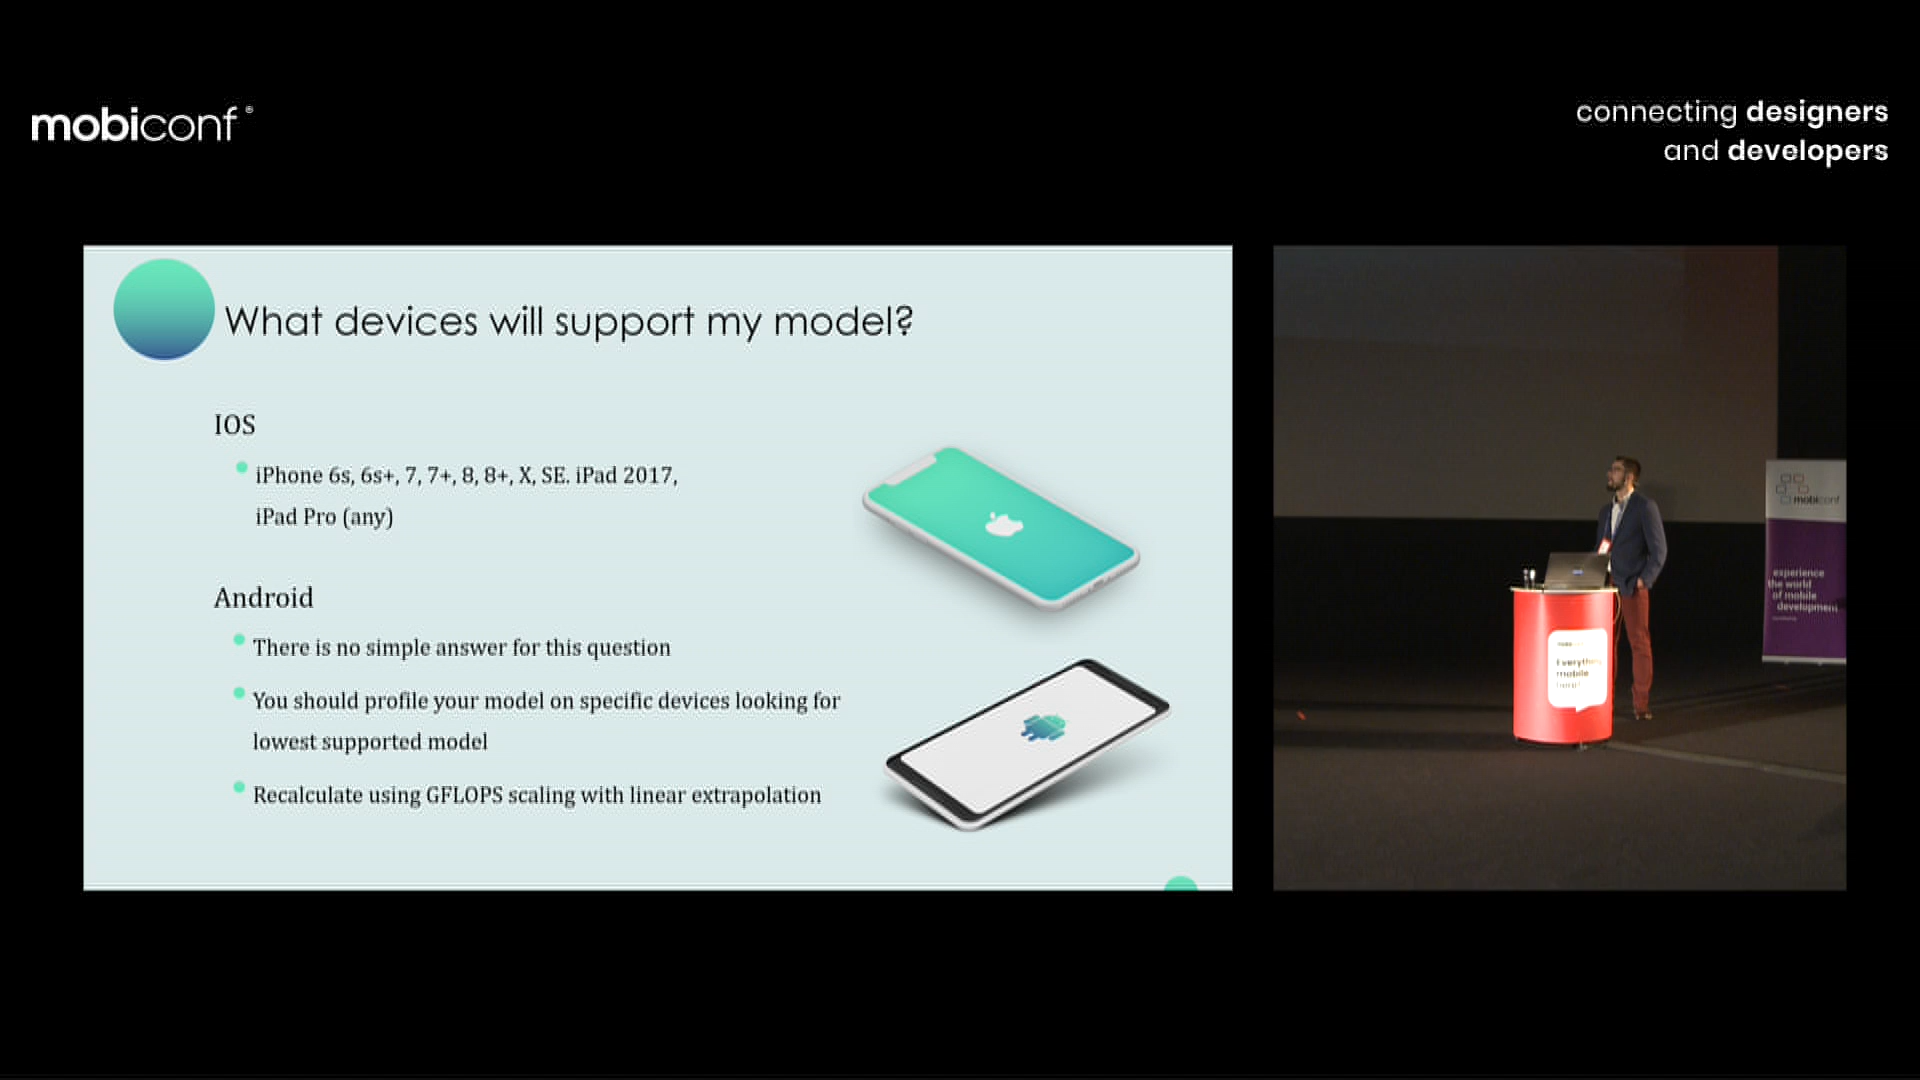 mobiconf®
connecting designers
and developers
What devices will support my model?
IOS
iPhone 6s, 6s+, 7, 7+, 8, 8+, X, SE. iPad 2017,
iPad Pro (any)
Android
There is no simple answer for this question
You should profile your model on specific devices looking for
lowest supported model
Recalculate using GFLOPS scaling with linear extrapolation
mobiconf
experience
the world
of mobile
development
mobile